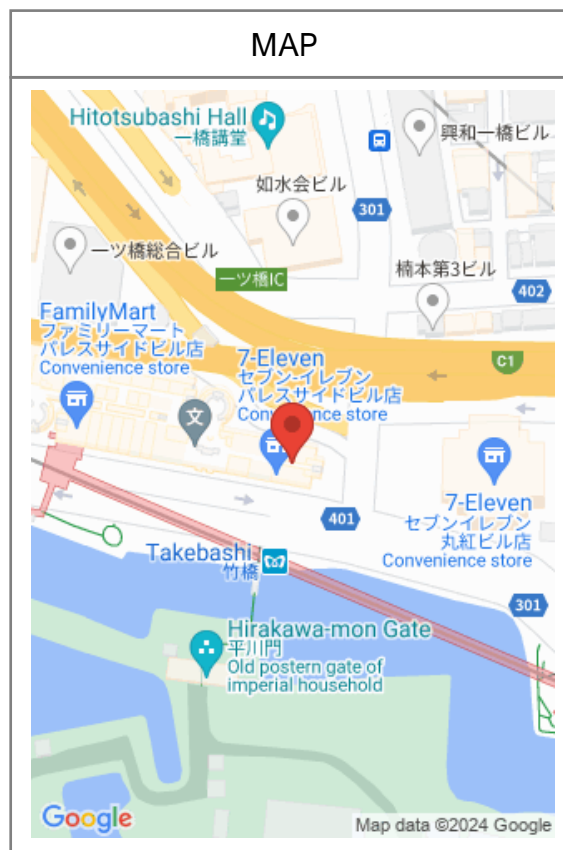 MAP
Hitotsubashi Hall
一橋講堂
興和一橋ビル
如水会ビル
301
一ツ橋総合ビル
一ツ橋IC
楠本第3ビル
402
FamilyMart
ファミリーマート
パレスサイドビル店
Convenience store
7-Eleven
セブン-イレブン
パレスサイドビル店
Convenience store
C1
文
7-Eleven
セブンイレブン
丸紅ビル店
Convenience store
401
Takebashi
竹橋
301
Hirakawa-mon Gate
平川門
Old postern gate of
imperial household
Google
Map data ©2024 Google